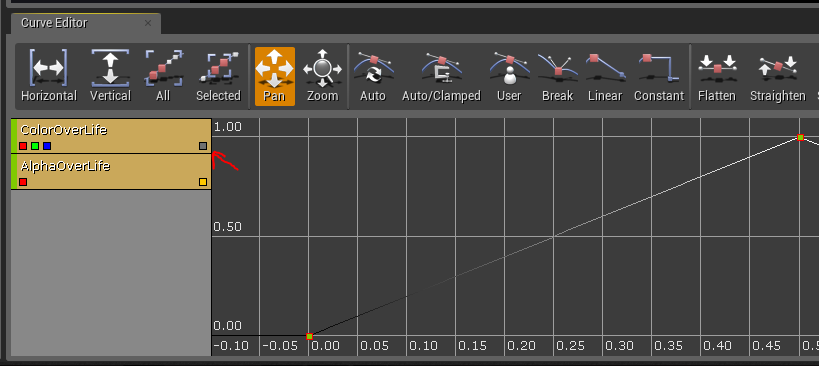 Curve Editor
Horizontal Vertical All Selected Pan Zoom Auto Auto/Clamped User Break Linear Constant Flatten Straighten
ColorOverLife
AlphaOverLife
1.00
0.50
0.00
-0.10 -0.05 0.00 0.05 0.10 0.15 0.20 0.25 0.30 0.35 0.40 0.45